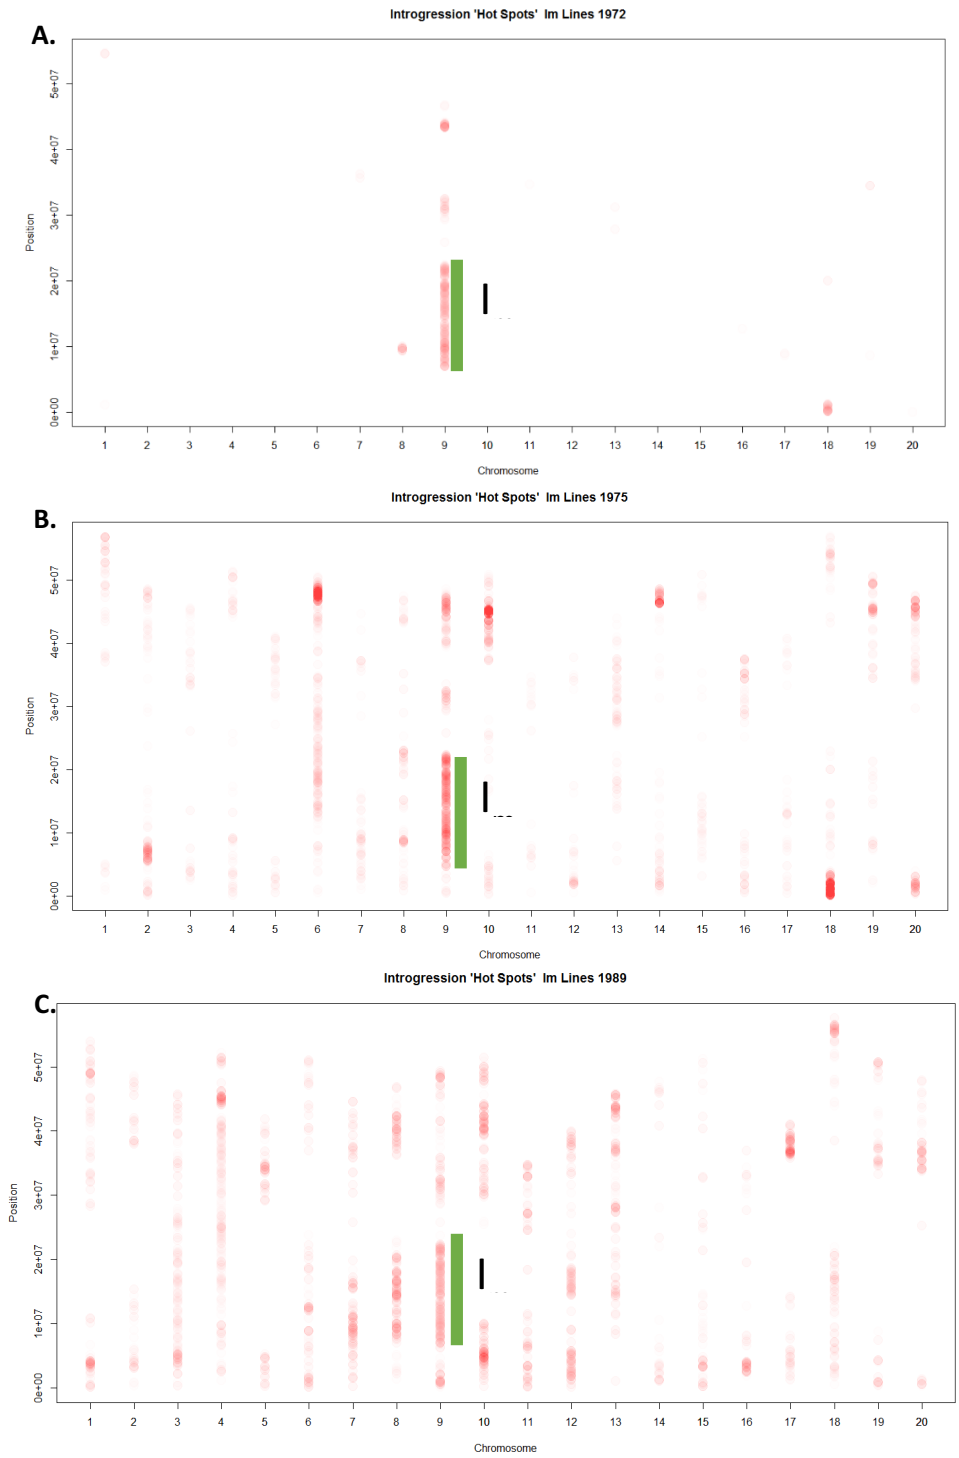 Introgression 'Hot Spots'  Im Lines 1972
A.
5e+07
4e+07
3e+07
2e+07
1e+07
0e+00
Position
1 2 3 4 5 6 7 8 9 10 11 12 13 14 15 16 17 18 19 20
Chromosome
Introgression 'Hot Spots'  Im Lines 1975
B.
5e+07
4e+07
3e+07
2e+07
1e+07
0e+00
Position
1 2 3 4 5 6 7 8 9 10 11 12 13 14 15 16 17 18 19 20
Chromosome
Introgression 'Hot Spots'  Im Lines 1989
C.
5e+07
4e+07
3e+07
2e+07
1e+07
0e+00
Position
1 2 3 4 5 6 7 8 9 10 11 12 13 14 15 16 17 18 19 20
Chromosome